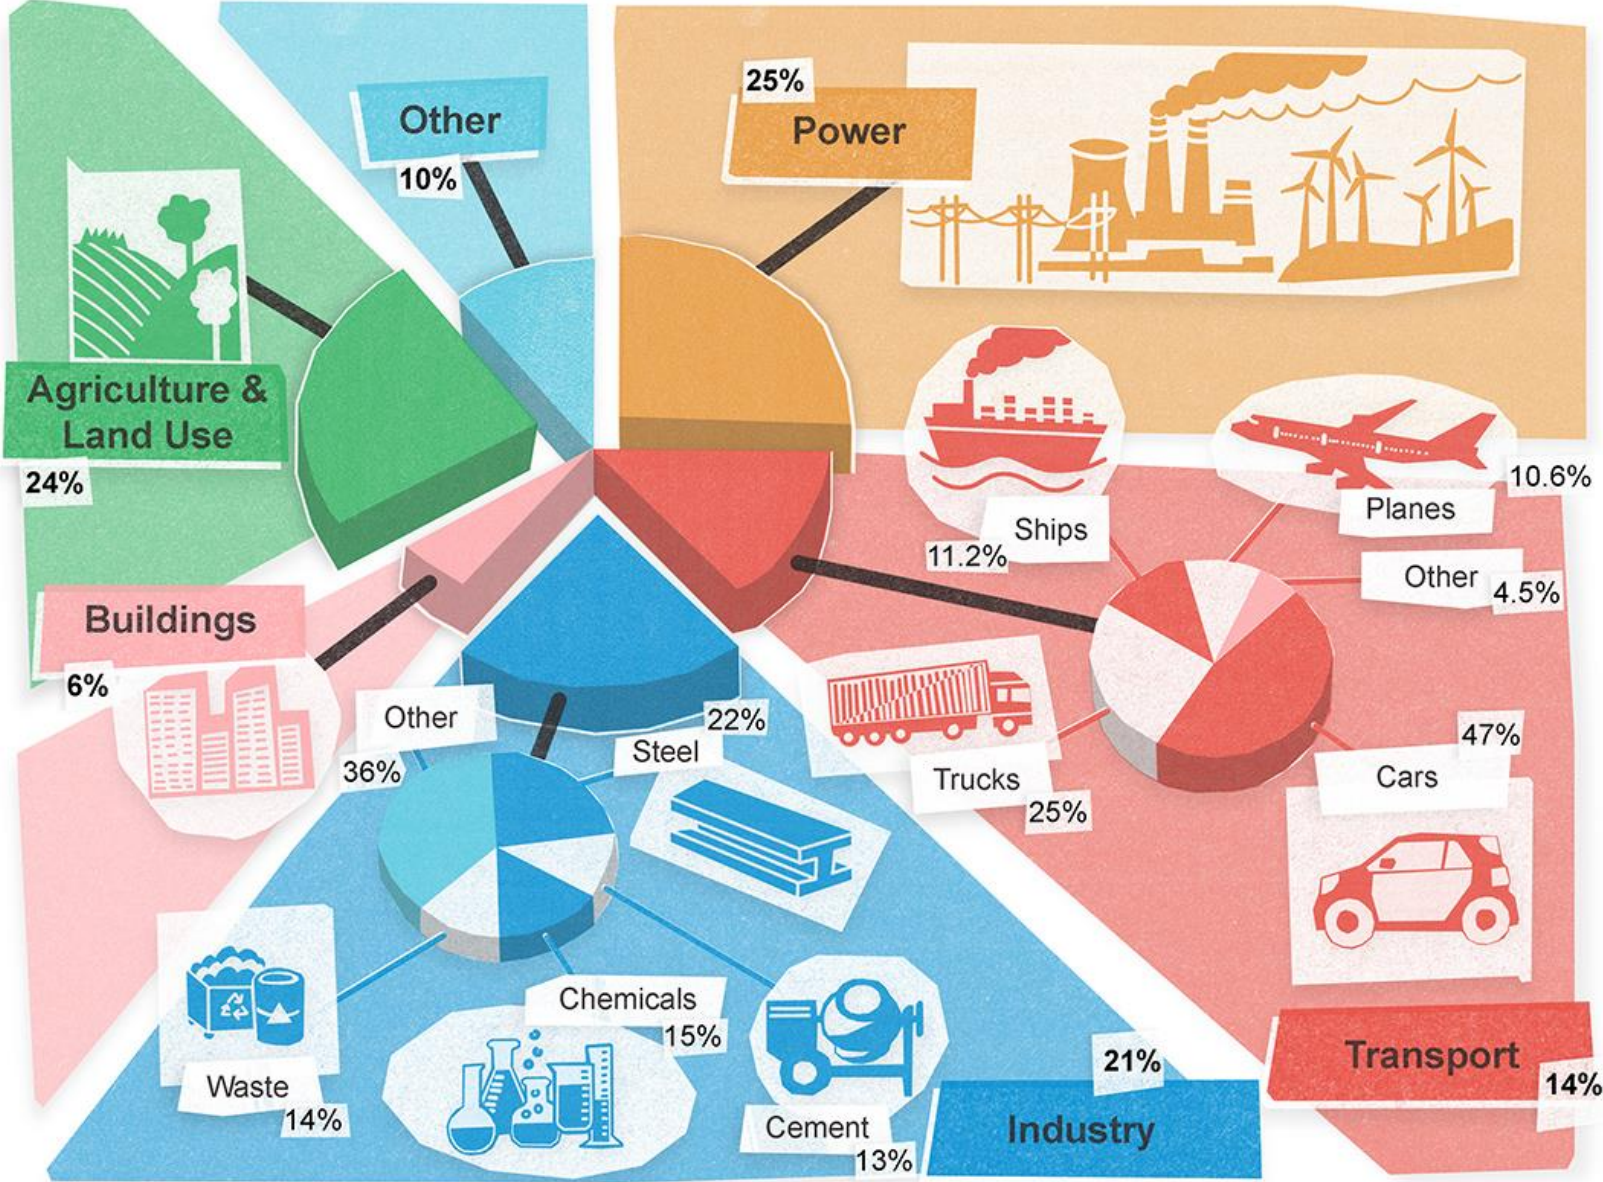 Other
10%
25%
Power
Agriculture &
Land Use
24%
Ships
11.2%
Planes
10.6%
Other
4.5%
Buildings
6%
Other
36%
22%
Steel
Trucks
25%
47%
Cars
Chemicals
15%
Waste
14%
Cement
13%
21%
Industry
Transport
14%